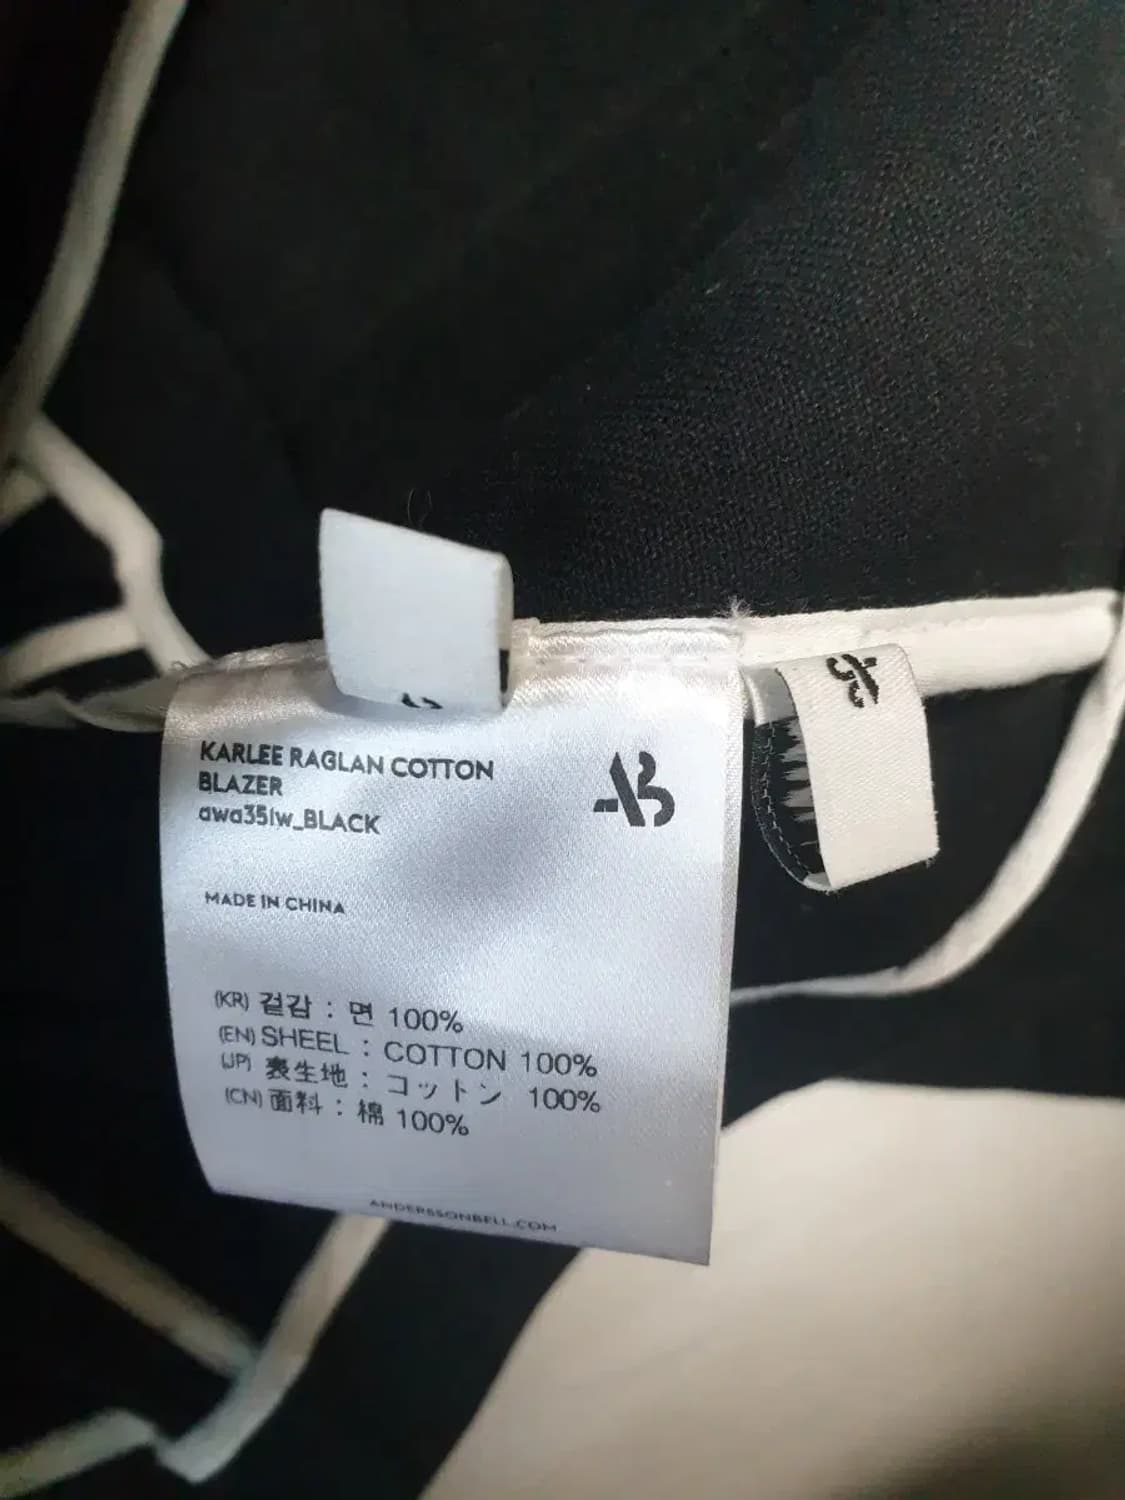 KARLEE RAGLAN COTTON
BLAZER
awa351w_BLACK
AB
MADE IN CHINA
(KR) 겉감 : 면 100%
(EN) SHEEL : COTTON 100%
(JP) 表生地 : コットン 100%
(CN) 面料 : 棉 100%
ANDERSSONBELL.COM